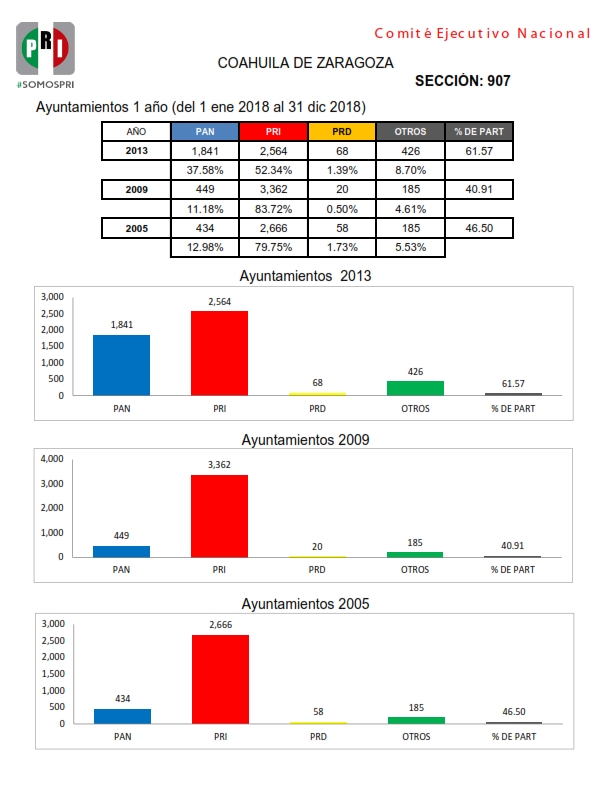 PRI
#SOMOSPRI
Comité Ejecutivo Nacional
COAHUILA DE ZARAGOZA
SECCIÓN: 907
Ayuntamientos 1 año (del 1 ene 2018 al 31 dic 2018)
AÑO PAN PRI PRD OTROS % DE PART
2013 1,841 2,564 68 426 61.57
37.58% 52.34% 1.39% 8.70%
2009 449 3,362 20 185 40.91
11.18% 83.72% 0.50% 4.61%
2005 434 2,666 58 185 46.50
12.98% 79.75% 1.73% 5.53%
Ayuntamientos 2013
3,000
2,500
2,000
1,500
1,000
500
0
1,841 2,564 68 426 61.57
PAN PRI PRD OTROS % DE PART
Ayuntamientos 2009
4,000
3,000
2,000
1,000
0
449 3,362 20 185 40.91
PAN PRI PRD OTROS % DE PART
Ayuntamientos 2005
3,000
2,500
2,000
1,500
1,000
500
0
434 2,666 58 185 46.50
PAN PRI PRD OTROS % DE PART